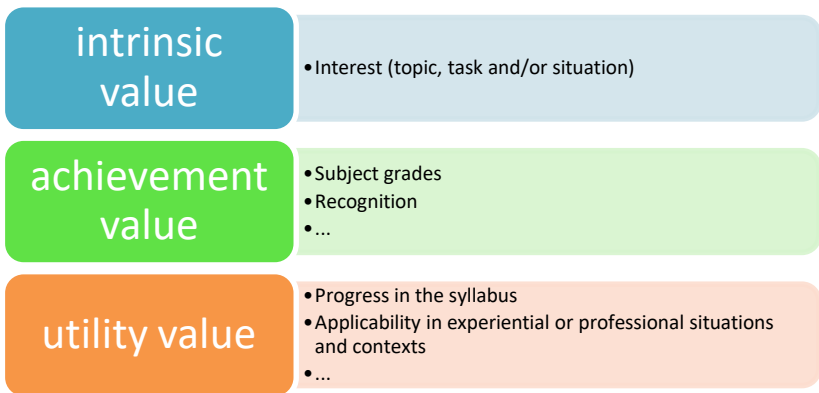 intrinsic
value
•Interest (topic, task and/or situation)
achievement
value
•Subject grades
•Recognition
•...
utility value
•Progress in the syllabus
•Applicability in experiential or professional situations
and contexts
•...